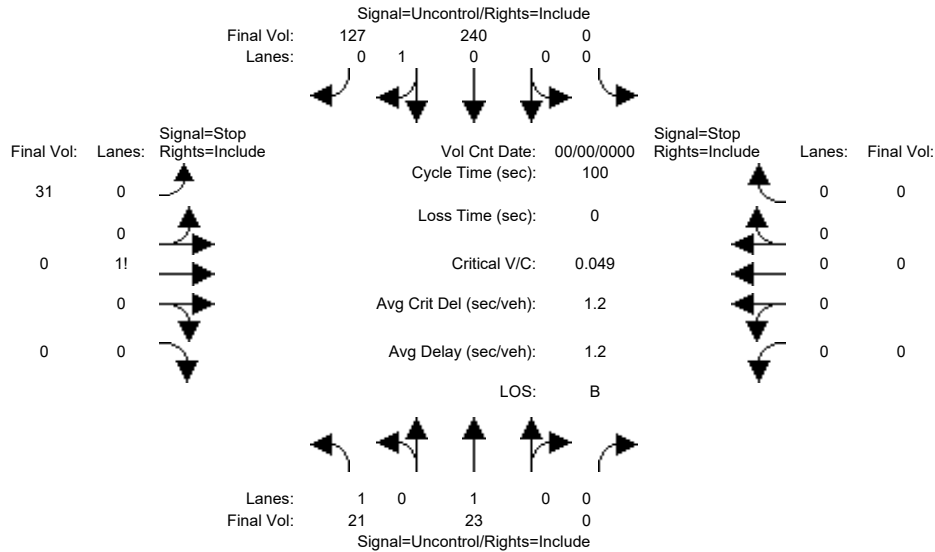 Signal=Uncontrol/Rights=Include
Final Vol: 127 240 0
Lanes: 0 1 0 0 0
Signal=Stop Signal=Stop
Final Vol: Lanes: Rights=Include Vol Cnt Date: 00/00/0000 Rights=Include Lanes: Final Vol:
Cycle Time (sec): 100
31 0 0 0
Loss Time (sec): 0
0 0
0 1! Critical V/C: 0.049 0 0
0 Avg Crit Del (sec/veh): 1.2 0
0 0 Avg Delay (sec/veh): 1.2 0 0
LOS: B
Lanes: 1 0 1 0 0
Final Vol: 21 23 0
Signal=Uncontrol/Rights=Include